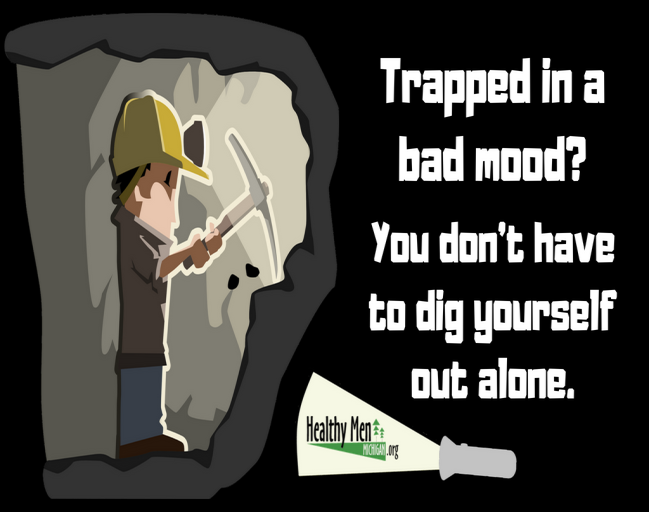 Trapped in a
bad mood?
You don't have
to dig yourself
out alone.
Healthy Men
MICHIGAN.org